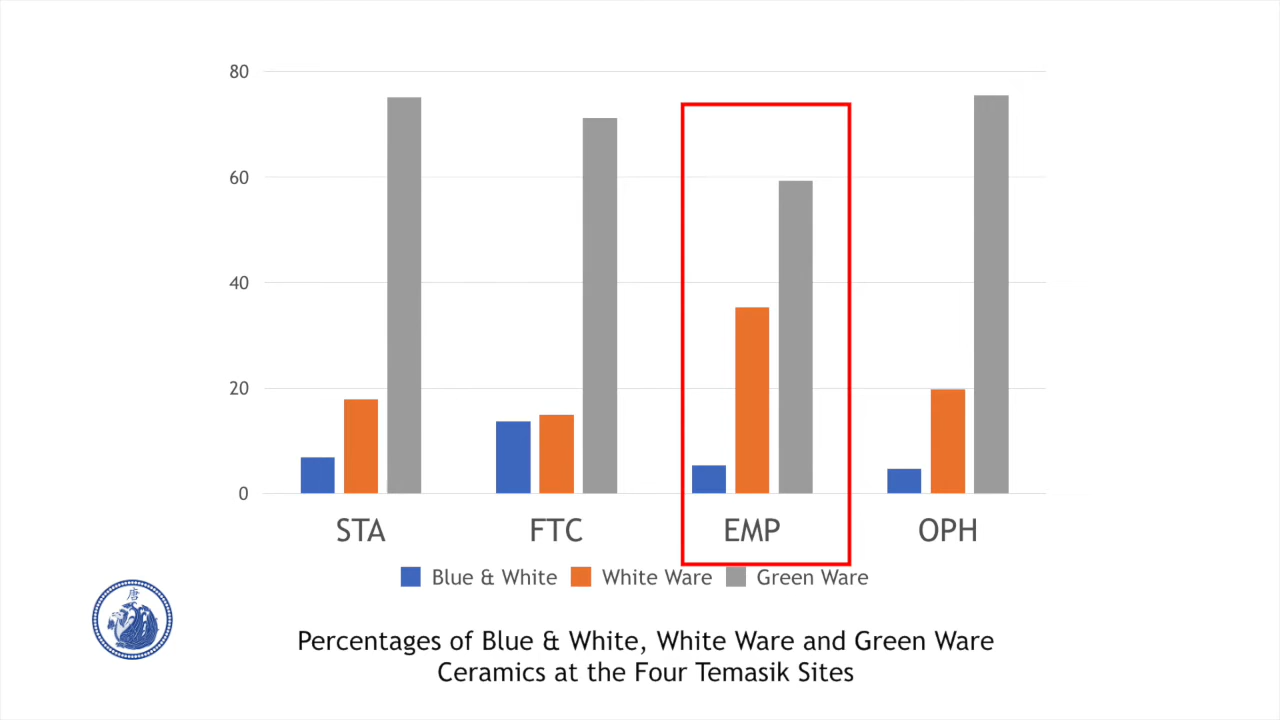 80
60
40
20
0
STA FTC EMP OPH
Blue & White White Ware Green Ware
唐
Percentages of Blue & White, White Ware and Green Ware
Ceramics at the Four Temasik Sites